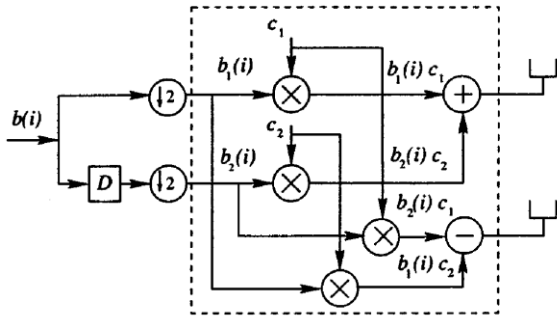 c₁
b₁(i)
b₁(i) c₁
↓2
×
+
b(i)
c₂
b₂(i)
b₂(i) c₂
D
↓2
×
b₂(i) c₁
×
−
b₁(i) c₂
×